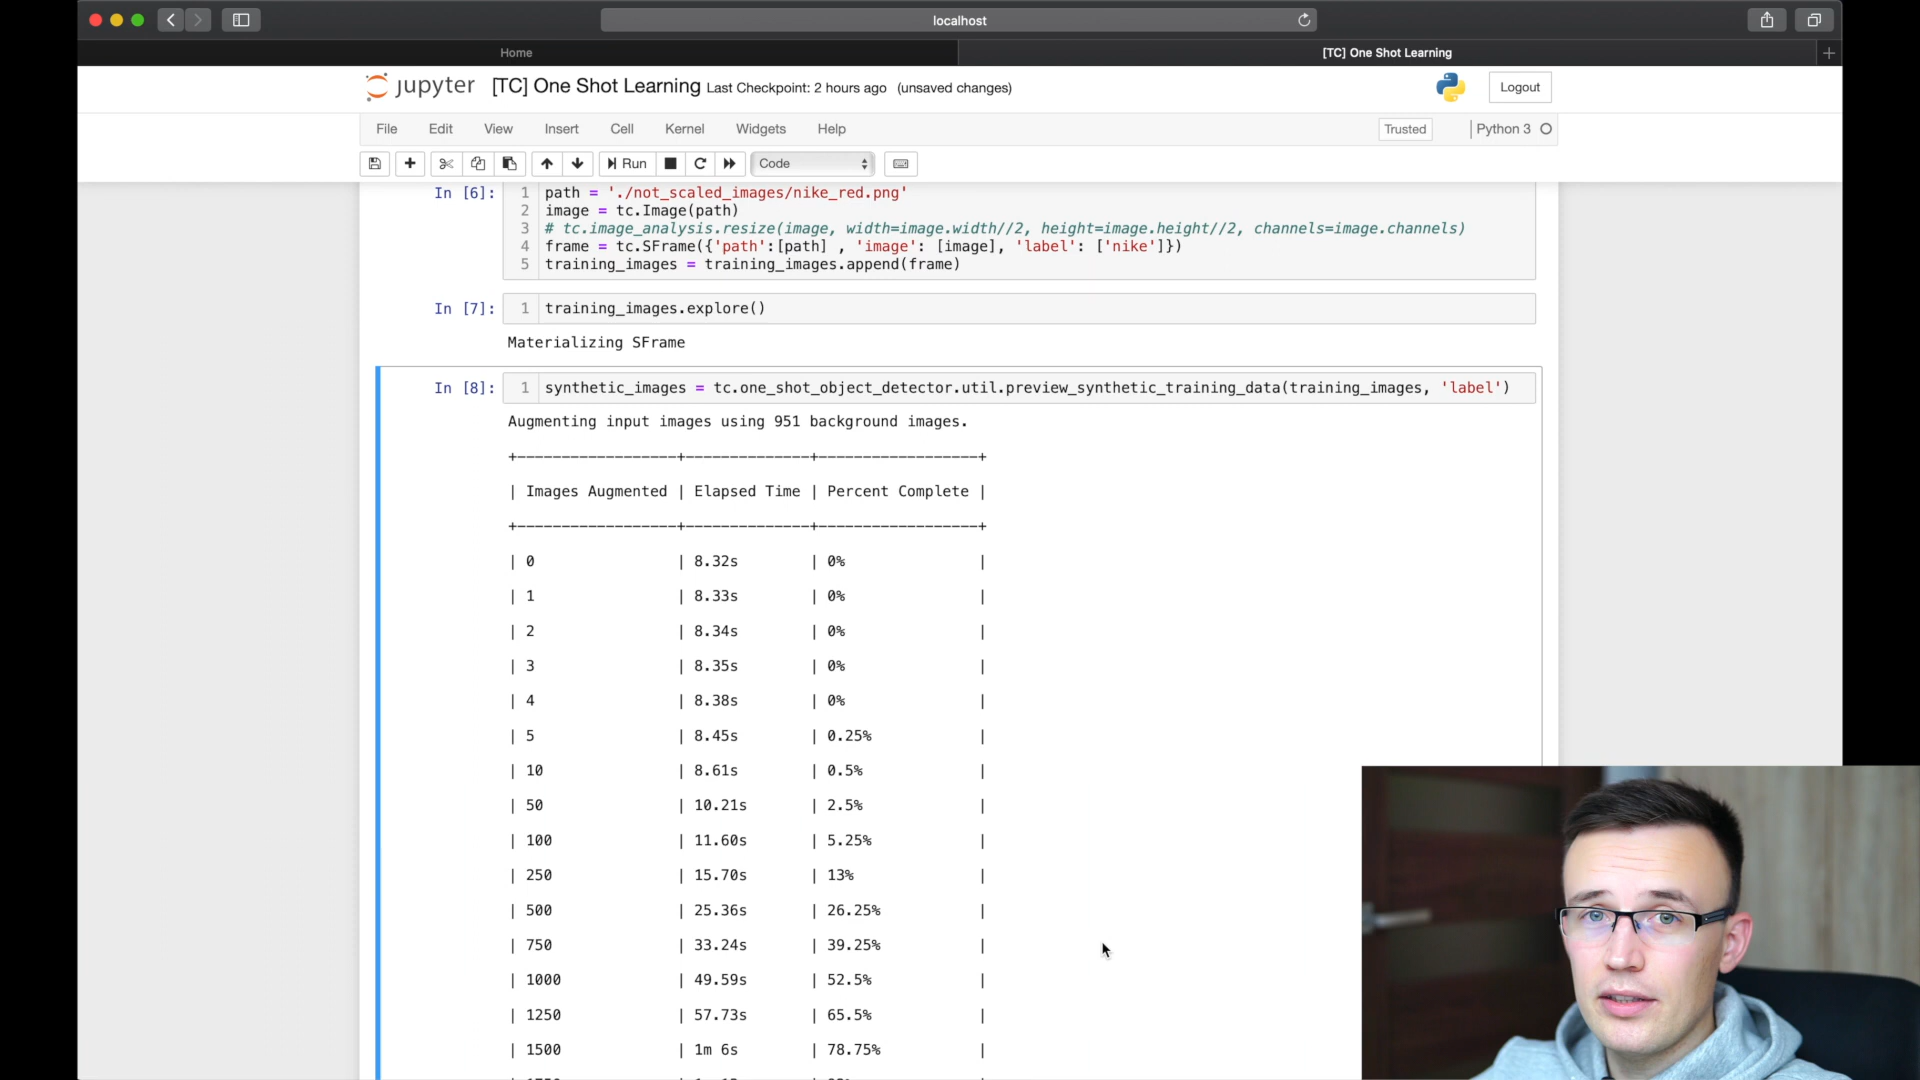 localhost
Home
[TC] One Shot Learning
jupyter [TC] One Shot Learning Last Checkpoint: 2 hours ago (unsaved changes)
Logout
File Edit View Insert Cell Kernel Widgets Help
Trusted Python 3
Run Code
In [6]: 1 path = './not_scaled_images/nike_red.png'
2 image = tc.Image(path)
3 # tc.image_analysis.resize(image, width=image.width//2, height=image.height//2, channels=image.channels)
4 frame = tc.SFrame({'path':[path] , 'image': [image], 'label': ['nike']})
5 training_images = training_images.append(frame)
In [7]: 1 training_images.explore()
Materializing SFrame
In [8]: 1 synthetic_images = tc.one_shot_object_detector.util.preview_synthetic_training_data(training_images, 'label')
Augmenting input images using 951 background images.
+------------------+--------------+------------------+
| Images Augmented | Elapsed Time | Percent Complete |
+------------------+--------------+------------------+
| 0 | 8.32s | 0% |
| 1 | 8.33s | 0% |
| 2 | 8.34s | 0% |
| 3 | 8.35s | 0% |
| 4 | 8.38s | 0% |
| 5 | 8.45s | 0.25% |
| 10 | 8.61s | 0.5% |
| 50 | 10.21s | 2.5% |
| 100 | 11.60s | 5.25% |
| 250 | 15.70s | 13% |
| 500 | 25.36s | 26.25% |
| 750 | 33.24s | 39.25% |
| 1000 | 49.59s | 52.5% |
| 1250 | 57.73s | 65.5% |
| 1500 | 1m 6s | 78.75% |